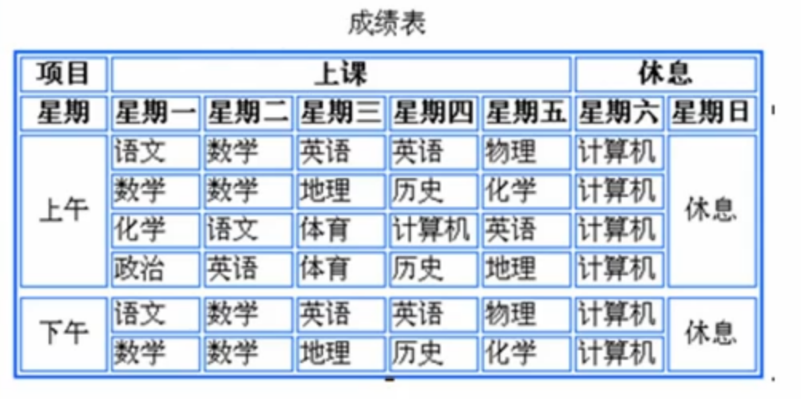 成绩表
项目 上课 休息
星期 星期一 星期二 星期三 星期四 星期五 星期六 星期日
上午 语文 数学 英语 英语 物理 计算机 休息
数学 数学 地理 历史 化学 计算机
化学 语文 体育 计算机 英语 计算机
政治 英语 体育 历史 地理 计算机
下午 语文 数学 英语 英语 物理 计算机 休息
数学 数学 地理 历史 化学 计算机